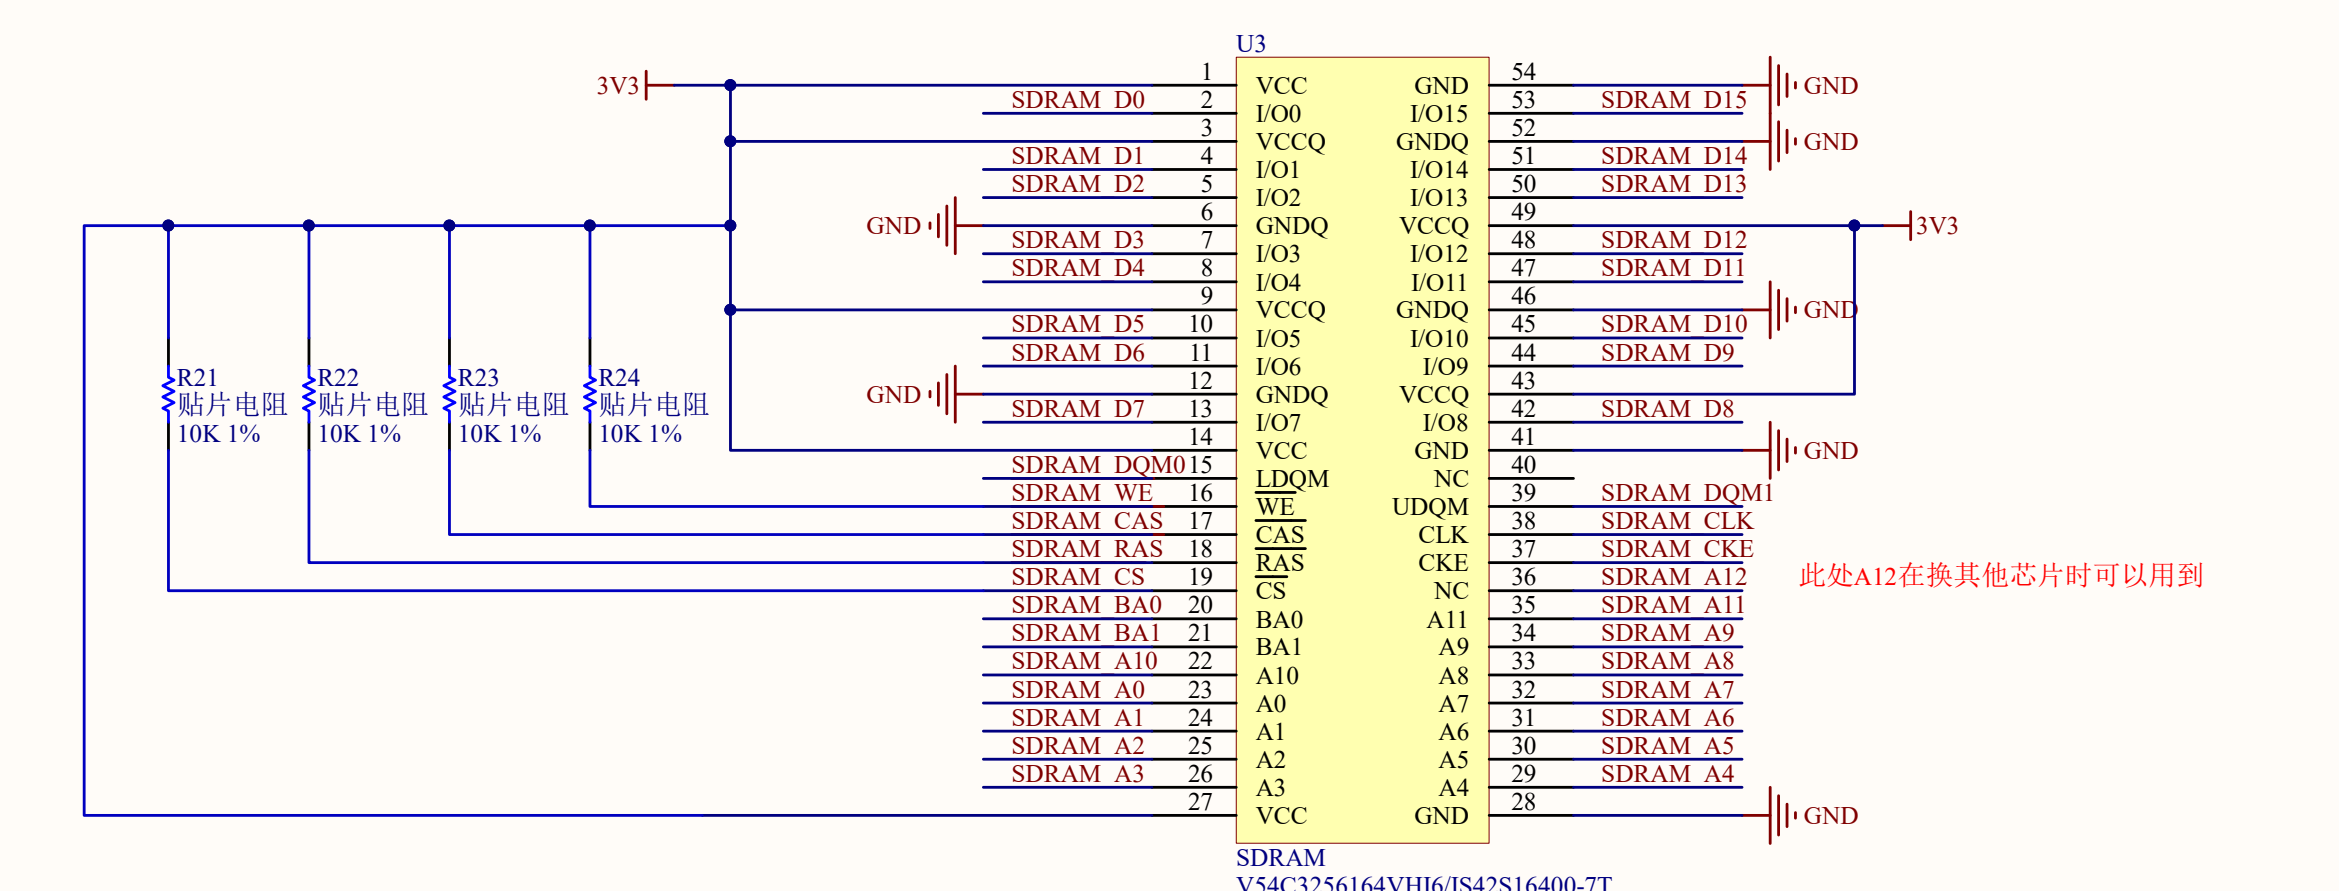 U3
3V3
1 VCC
GND 54
GND
SDRAM_D0 2 I/O0
I/O15 53 SDRAM_D15
3 VCCQ
GNDQ 52
GND
SDRAM_D1 4 I/O1
I/O14 51 SDRAM_D14
SDRAM_D2 5 I/O2
I/O13 50 SDRAM_D13
GND
6 GNDQ
VCCQ 49
3V3
SDRAM_D3 7 I/O3
I/O12 48 SDRAM_D12
SDRAM_D4 8 I/O4
I/O11 47 SDRAM_D11
9 VCCQ
GNDQ 46
GND
SDRAM_D5 10 I/O5
I/O10 45 SDRAM_D10
SDRAM_D6 11 I/O6
I/O9 44 SDRAM_D9
R21
贴片电阻
10K 1%
R22
贴片电阻
10K 1%
R23
贴片电阻
10K 1%
R24
贴片电阻
10K 1%
GND
12 GNDQ
VCCQ 43
SDRAM_D7 13 I/O7
I/O8 42 SDRAM_D8
14 VCC
GND 41
GND
SDRAM_DQM0 15 LDQM
NC 40
SDRAM_WE 16 WE
UDQM 39 SDRAM_DQM1
SDRAM_CAS 17 CAS
CLK 38 SDRAM_CLK
SDRAM_RAS 18 RAS
CKE 37 SDRAM_CKE
SDRAM_CS 19 CS
NC 36 SDRAM_A12
此处A12在换其他芯片时可以用到
SDRAM_BA0 20 BA0
A11 35 SDRAM_A11
SDRAM_BA1 21 BA1
A9 34 SDRAM_A9
SDRAM_A10 22 A10
A8 33 SDRAM_A8
SDRAM_A0 23 A0
A7 32 SDRAM_A7
SDRAM_A1 24 A1
A6 31 SDRAM_A6
SDRAM_A2 25 A2
A5 30 SDRAM_A5
SDRAM_A3 26 A3
A4 29 SDRAM_A4
27 VCC
GND 28
GND
SDRAM
V54C3256164VHI6/IS42S16400-7T